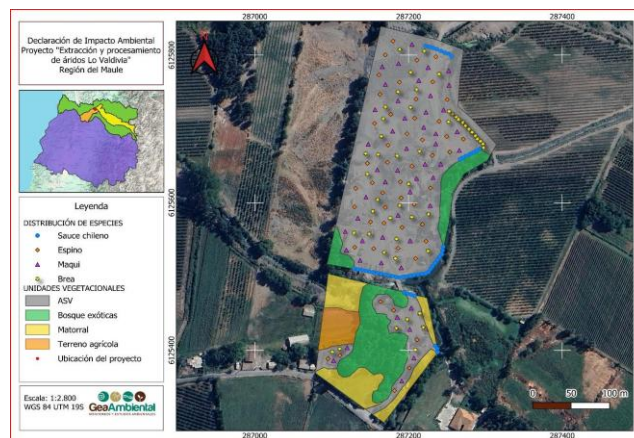 Declaración de Impacto Ambiental
Proyecto "Extracción y procesamiento
de áridos Lo Valdivia"
Región del Maule
Leyenda
DISTRIBUCIÓN DE ESPECIES
Sauce chileno
Espino
Maqui
Brea
UNIDADES VEGETACIONALES
ASV
Bosque exóticas
Matorral
Terreno agrícola
Ubicación del proyecto
Escala: 1:2.800
WGS 84 UTM 19S
GeaAmbiental
287000 287200 287400
6125800
6125600
6125400
0 50 100 m
287000 287200 287400